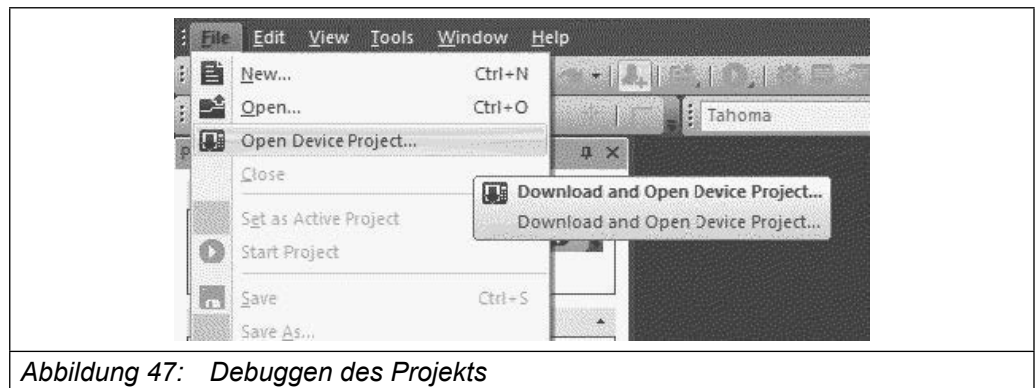 File Edit View Tools Window Help
New... Ctrl+N
Open... Ctrl+O
Tahoma
Open Device Project...
Close
Download and Open Device Project...
Set as Active Project
Download and Open Device Project...
Start Project
Save Ctrl+S
Save As...
Abbildung 47: Debuggen des Projekts